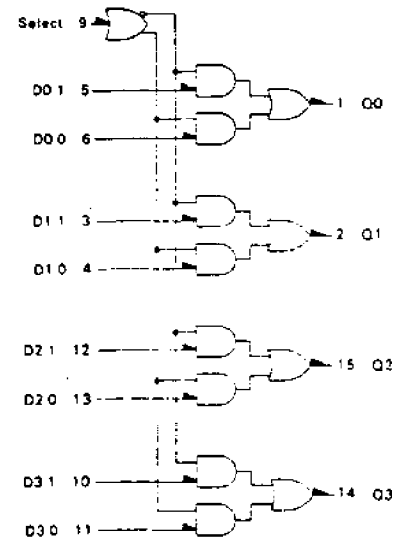 Select 9
D0 1 5
1 Q0
D0 0 6
D1 1 3
2 Q1
D1 0 4
D2 1 12
15 Q2
D2 0 13
D3 1 10
14 Q3
D3 0 11